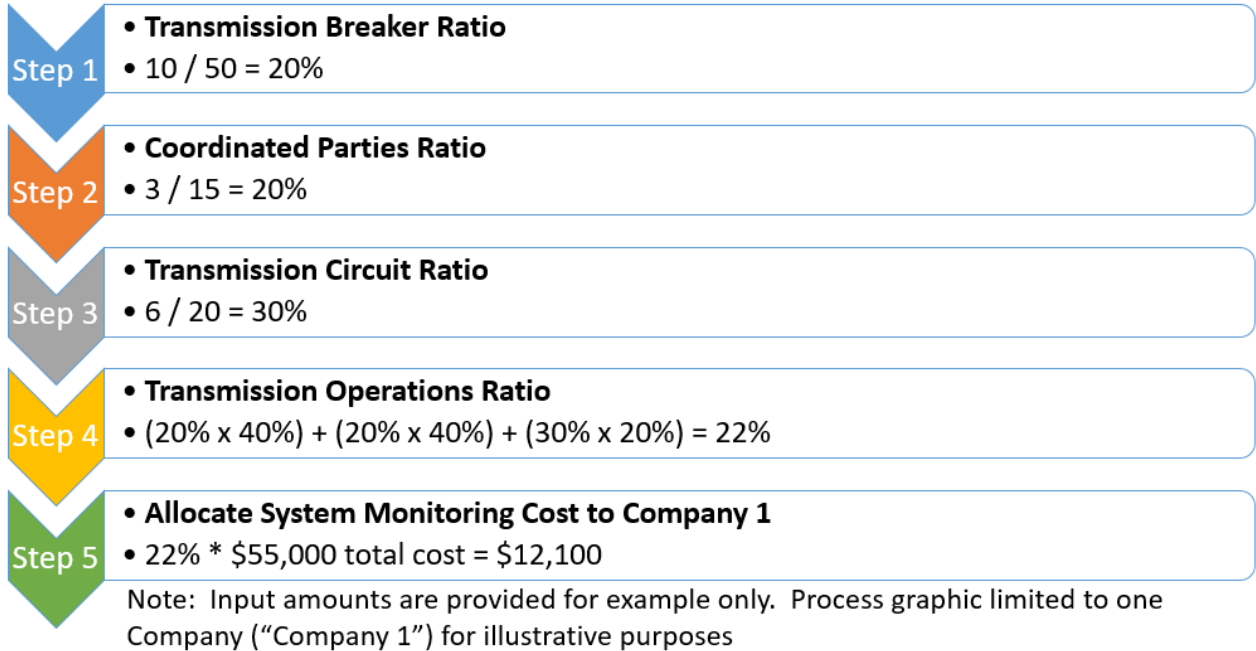 Step 1
• Transmission Breaker Ratio
• 10 / 50 = 20%
Step 2
• Coordinated Parties Ratio
• 3 / 15 = 20%
Step 3
• Transmission Circuit Ratio
• 6 / 20 = 30%
Step 4
• Transmission Operations Ratio
• (20% x 40%) + (20% x 40%) + (30% x 20%) = 22%
Step 5
• Allocate System Monitoring Cost to Company 1
• 22% * $55,000 total cost = $12,100
Note:  Input amounts are provided for example only.  Process graphic limited to one
Company (“Company 1”) for illustrative purposes